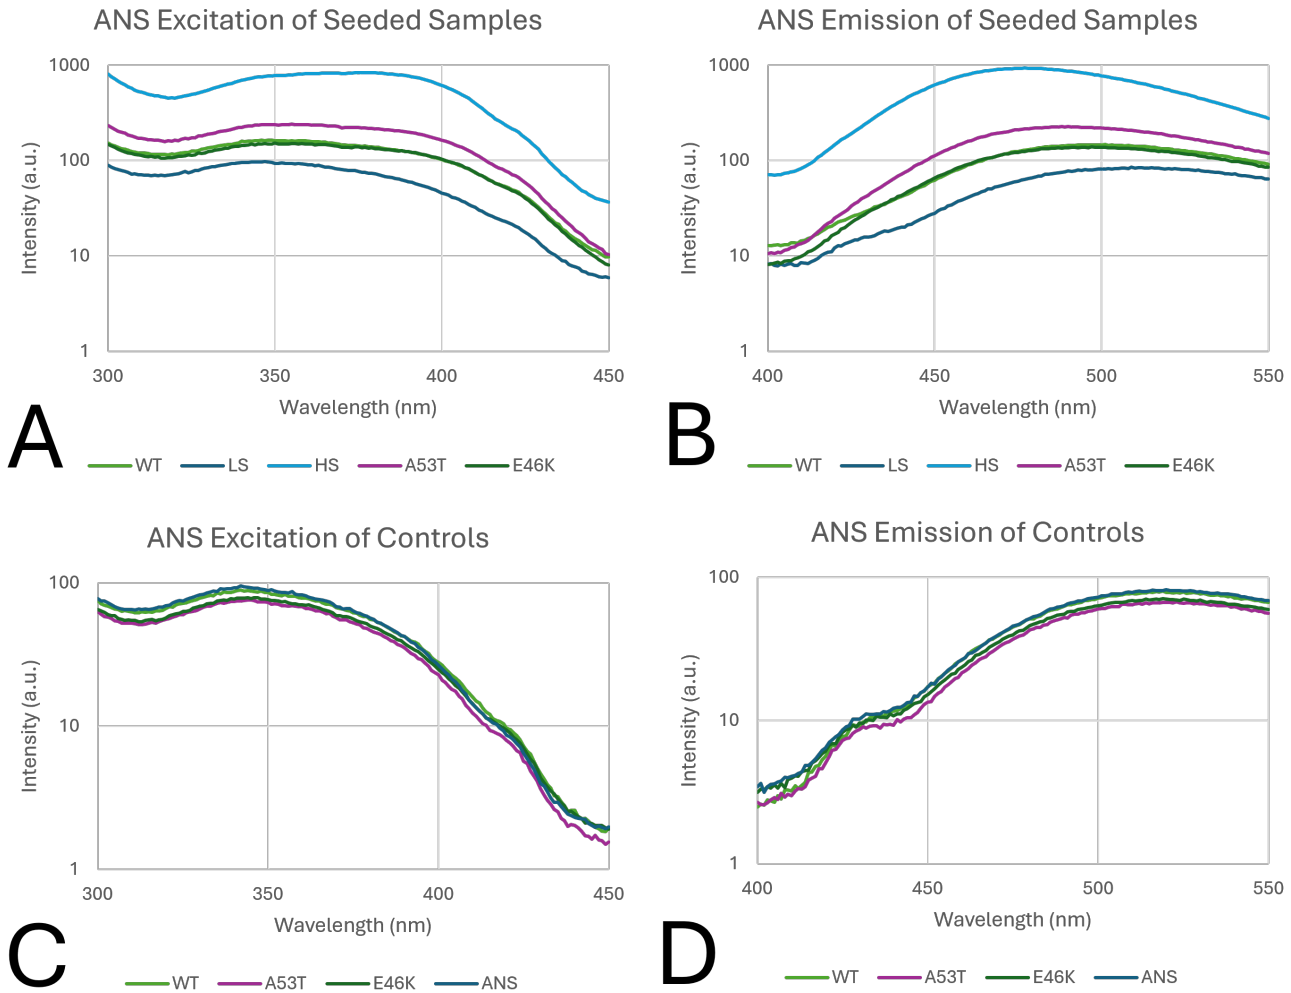 ANS Excitation of Seeded Samples
1000
100
10
1
Intensity (a.u.)
300 350 400 450
Wavelength (nm)
A
WT LS HS A53T E46K
ANS Emission of Seeded Samples
1000
100
10
1
Intensity (a.u.)
400 450 500 550
Wavelength (nm)
B
WT LS HS A53T E46K
ANS Excitation of Controls
100
10
1
Intensity (a.u.)
300 350 400 450
Wavelength (nm)
C
WT A53T E46K ANS
ANS Emission of Controls
100
10
1
Intensity (a.u.)
400 450 500 550
Wavelength (nm)
D
WT A53T E46K ANS